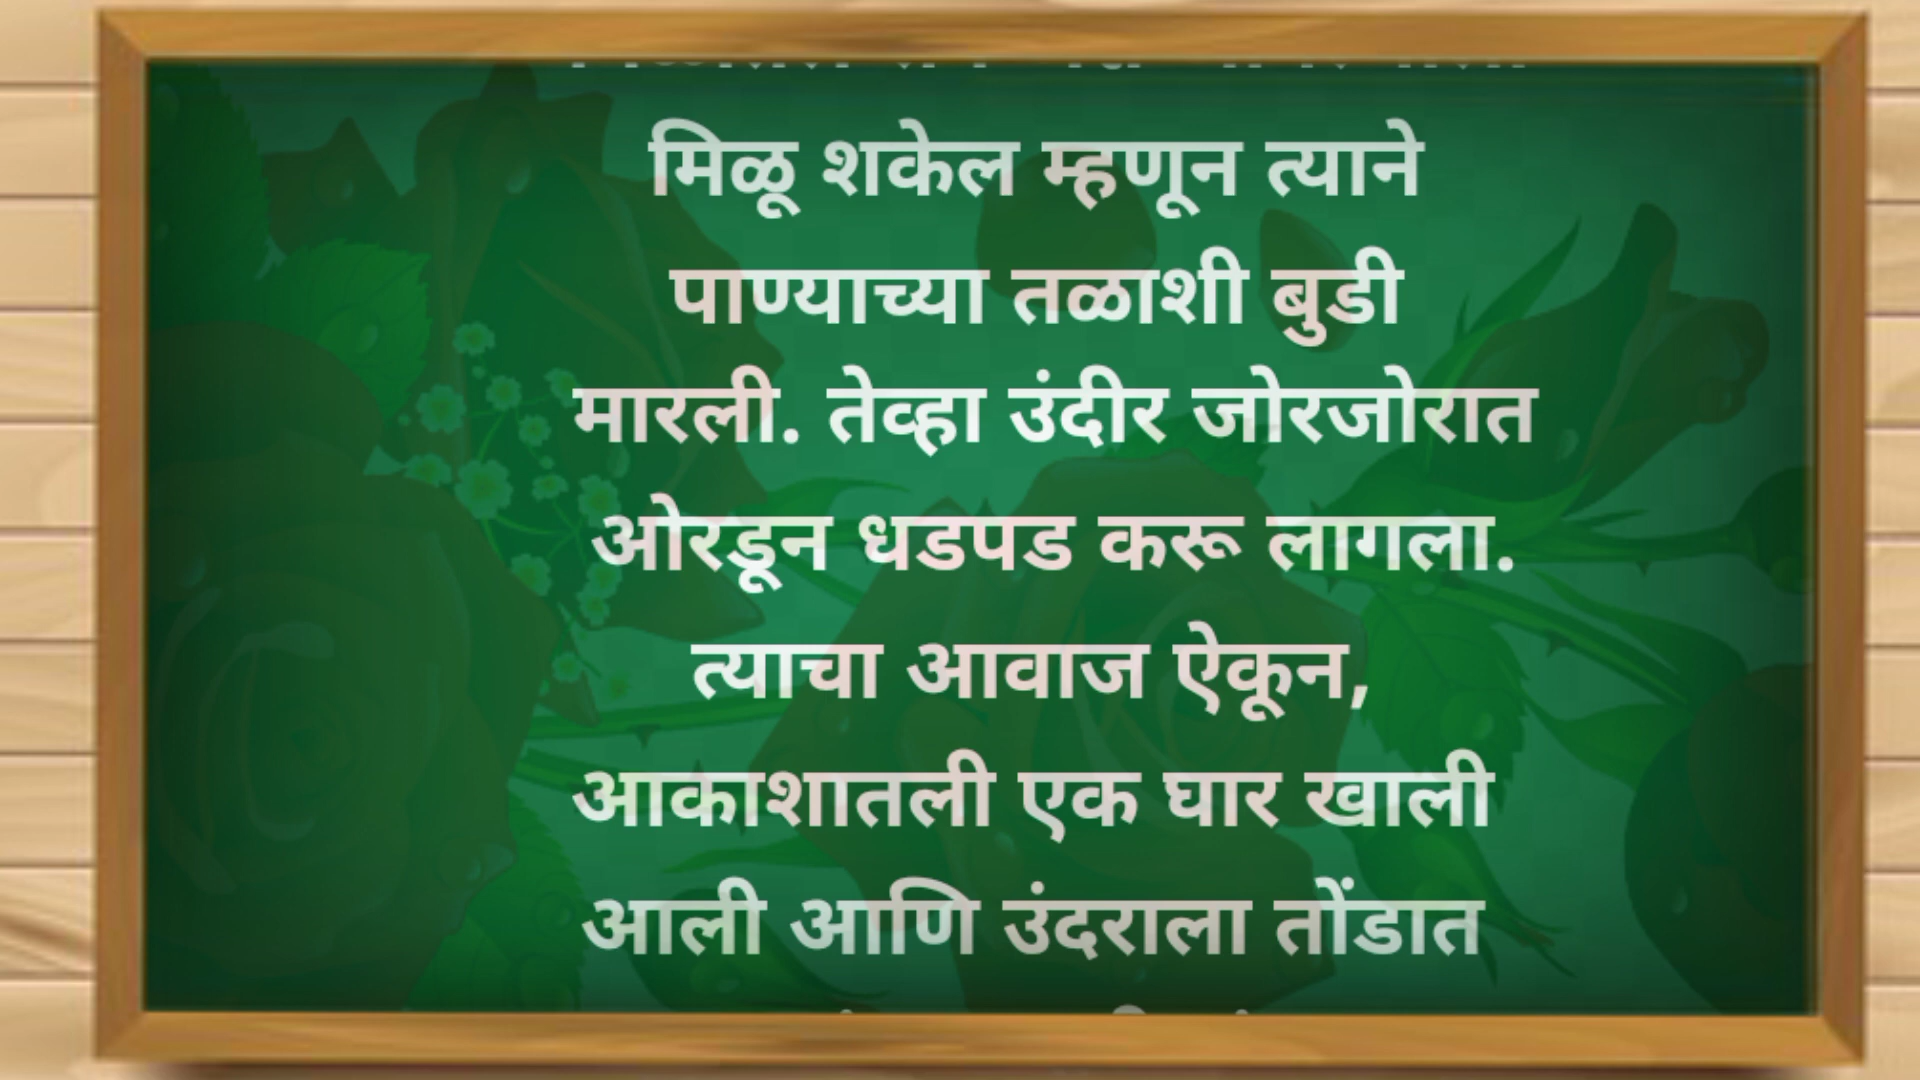 मिळू शकेल म्हणून त्याने
पाण्याच्या तळाशी बुडी
मारली. तेव्हा उंदीर जोरजोरात
ओरडून धडपड करू लागला.
त्याचा आवाज ऐकून,
आकाशातली एक घार खाली
आली आणि उंदराला तोंडात